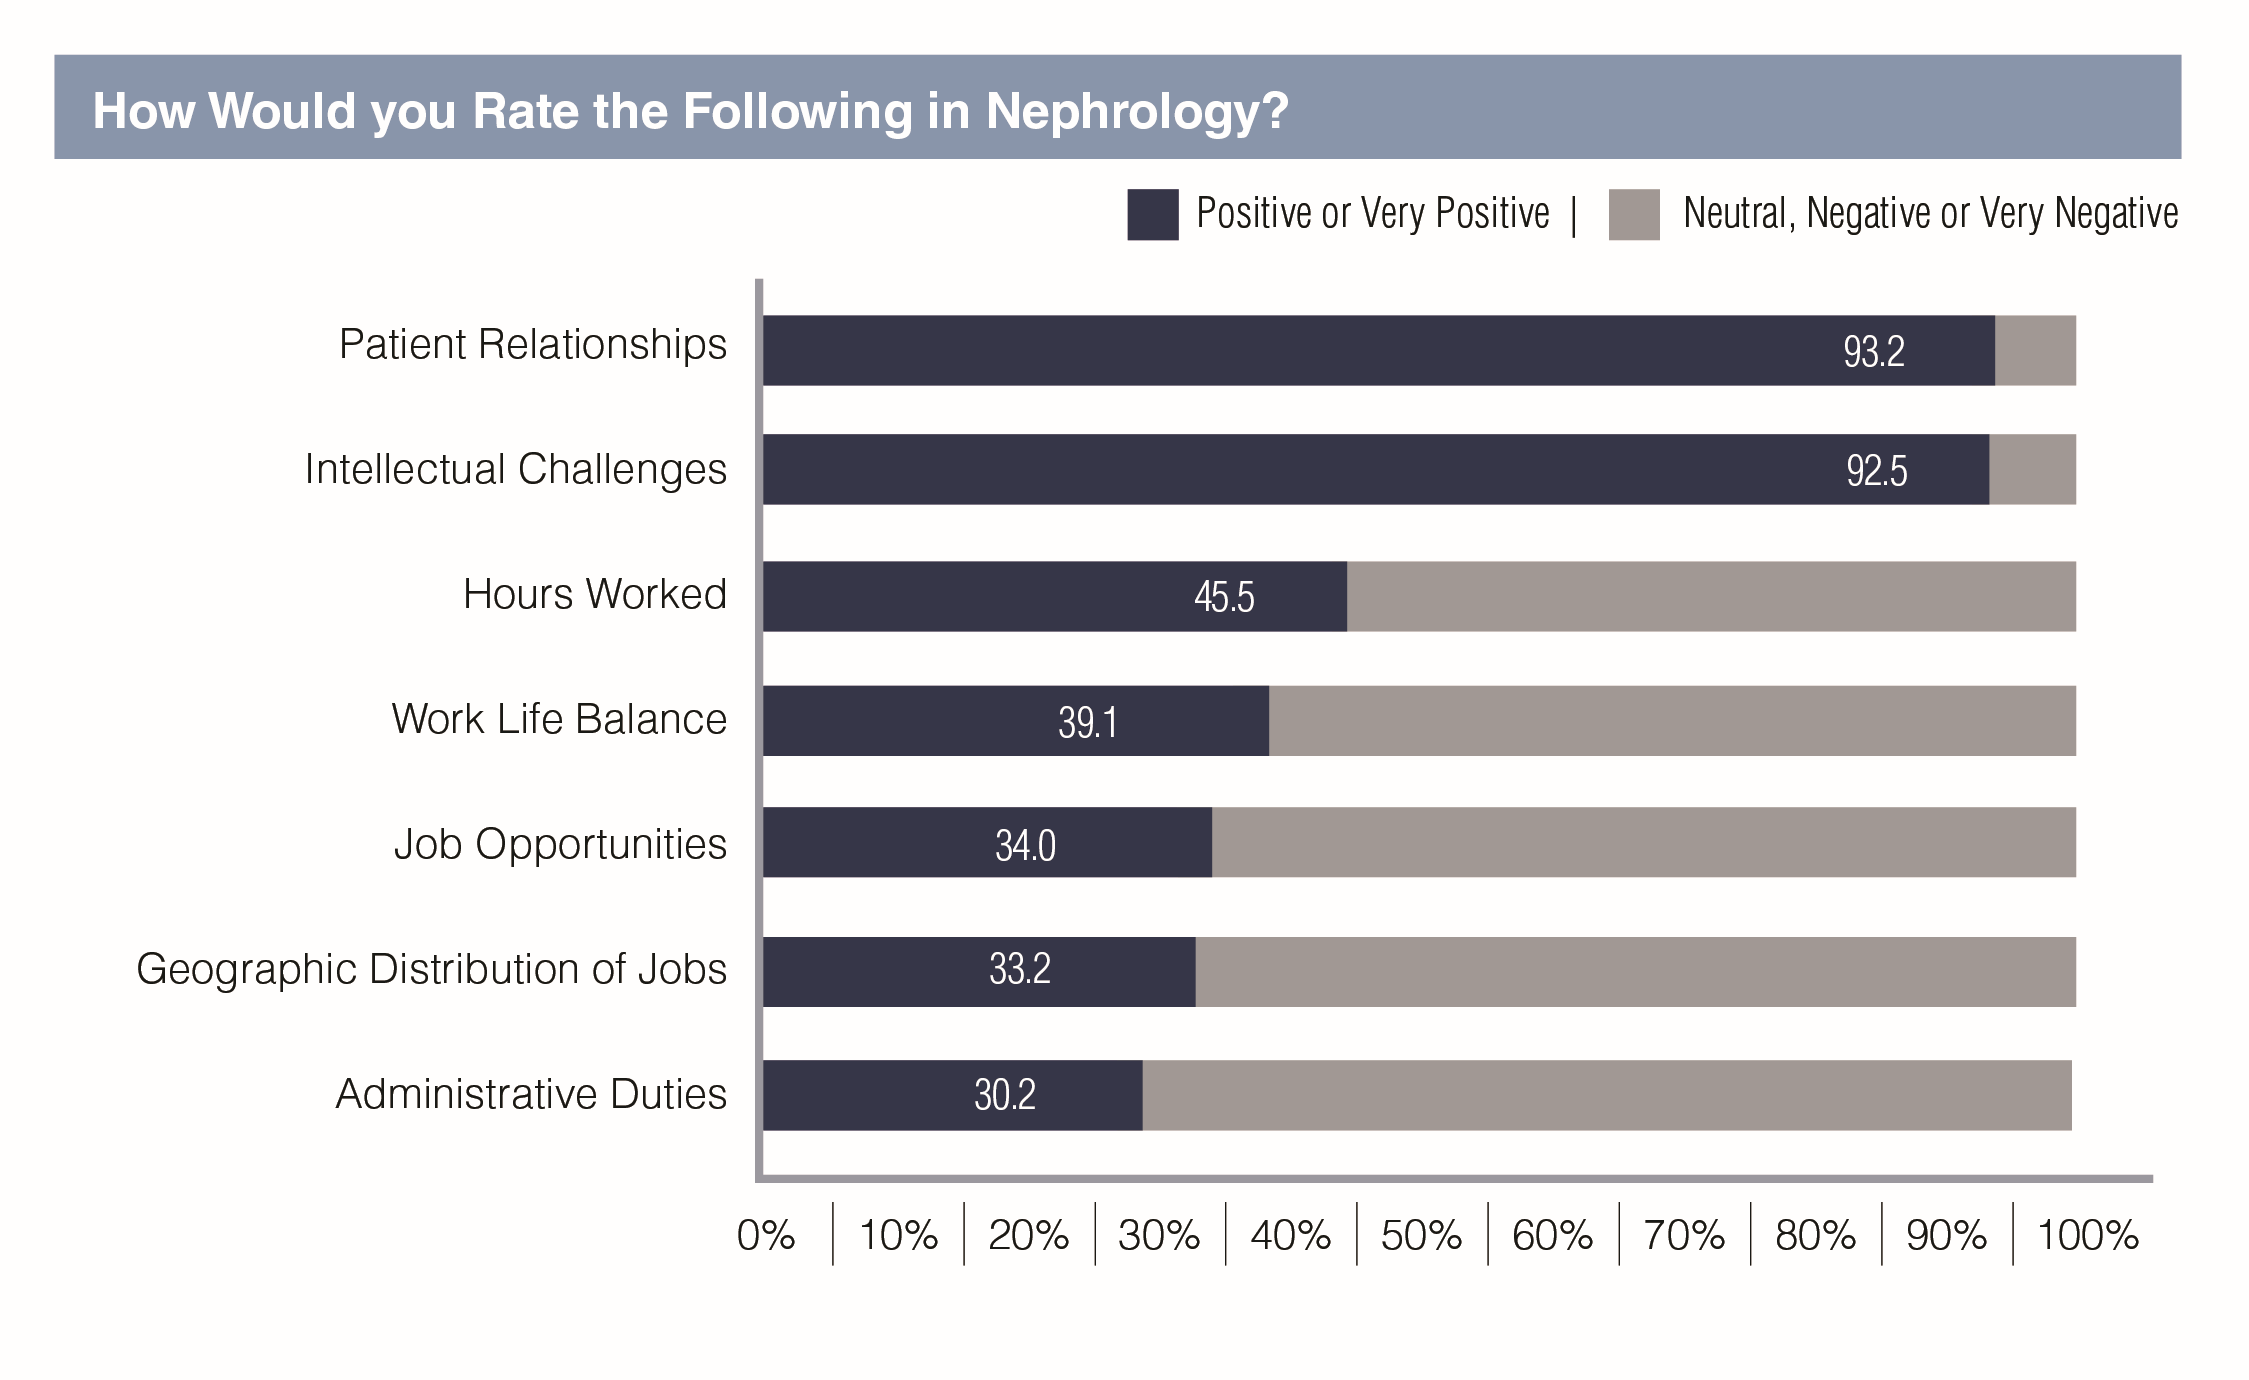 How Would you Rate the Following in Nephrology?
Positive or Very Positive | Neutral, Negative or Very Negative
Patient Relationships 93.2
Intellectual Challenges 92.5
Hours Worked 45.5
Work Life Balance 39.1
Job Opportunities 34.0
Geographic Distribution of Jobs 33.2
Administrative Duties 30.2
0% 10% 20% 30% 40% 50% 60% 70% 80% 90% 100%